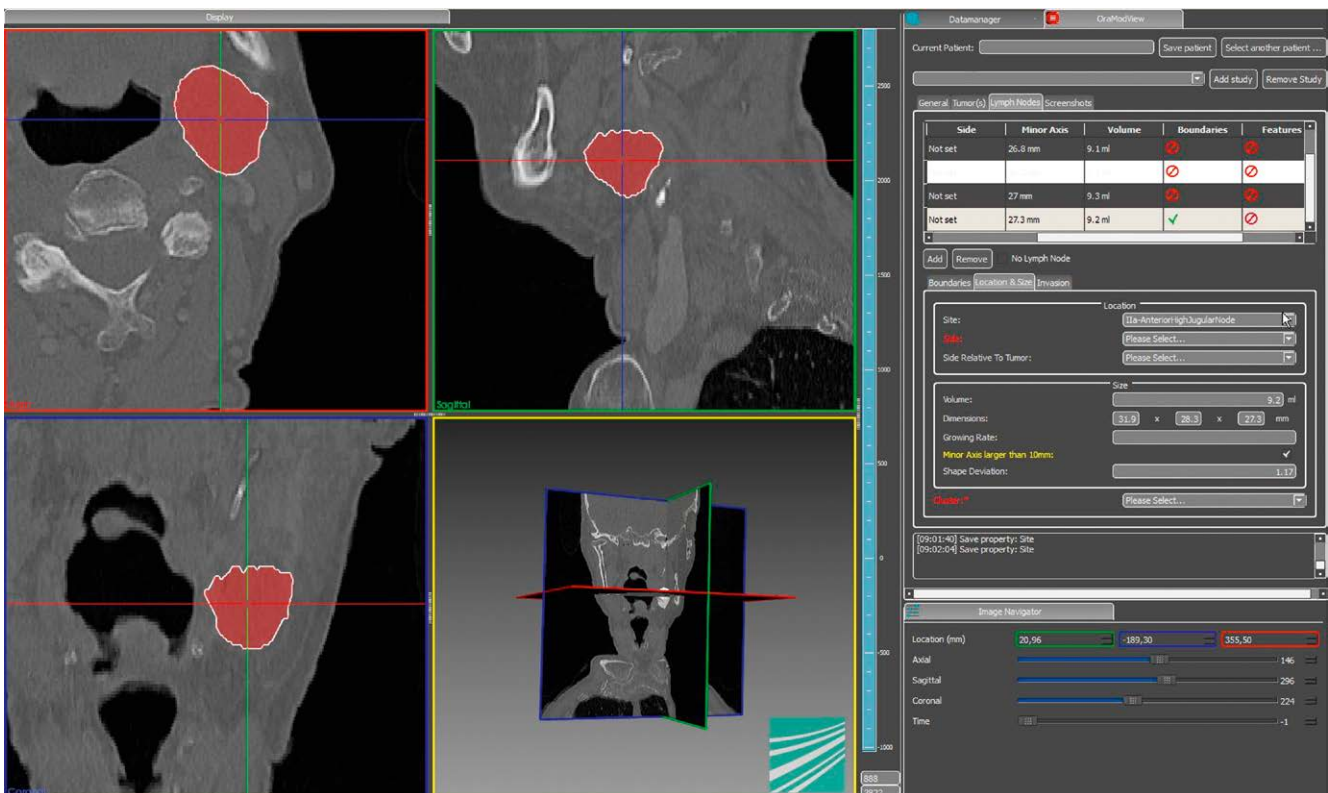 Display
Sagittal
2500
2000
1500
1000
500
0
-500
-1000
888
Datamanager
OraModView
Current Patient:
Save patient
Select another patient ...
Add study
Remove Study
General Tumor(s) Lymph Nodes Screenshots
Side Minor Axis Volume Boundaries Features
Not set 26.8 mm 9.1 ml
Not set 27 mm 9.3 ml
Not set 27.3 mm 9.2 ml
Add Remove No Lymph Node
Boundaries Location & Size Invasion
Location
Site: IIa-AnteriorHighJugularNode
Side: Please Select...
Side Relative To Tumor: Please Select...
Size
Volume: 9.2 ml
Dimensions: 31.9 x 28.3 x 27.3 mm
Growing Rate:
Minor Axis larger than 10mm:
Shape Deviation: 1.17
Cluster:* Please Select...
[09:01:40] Save property: Site
[09:02:04] Save property: Site
Image Navigator
Location (mm) 20,96 -189,30 355,50
Axial 146
Sagittal 296
Coronal 224
Time -1